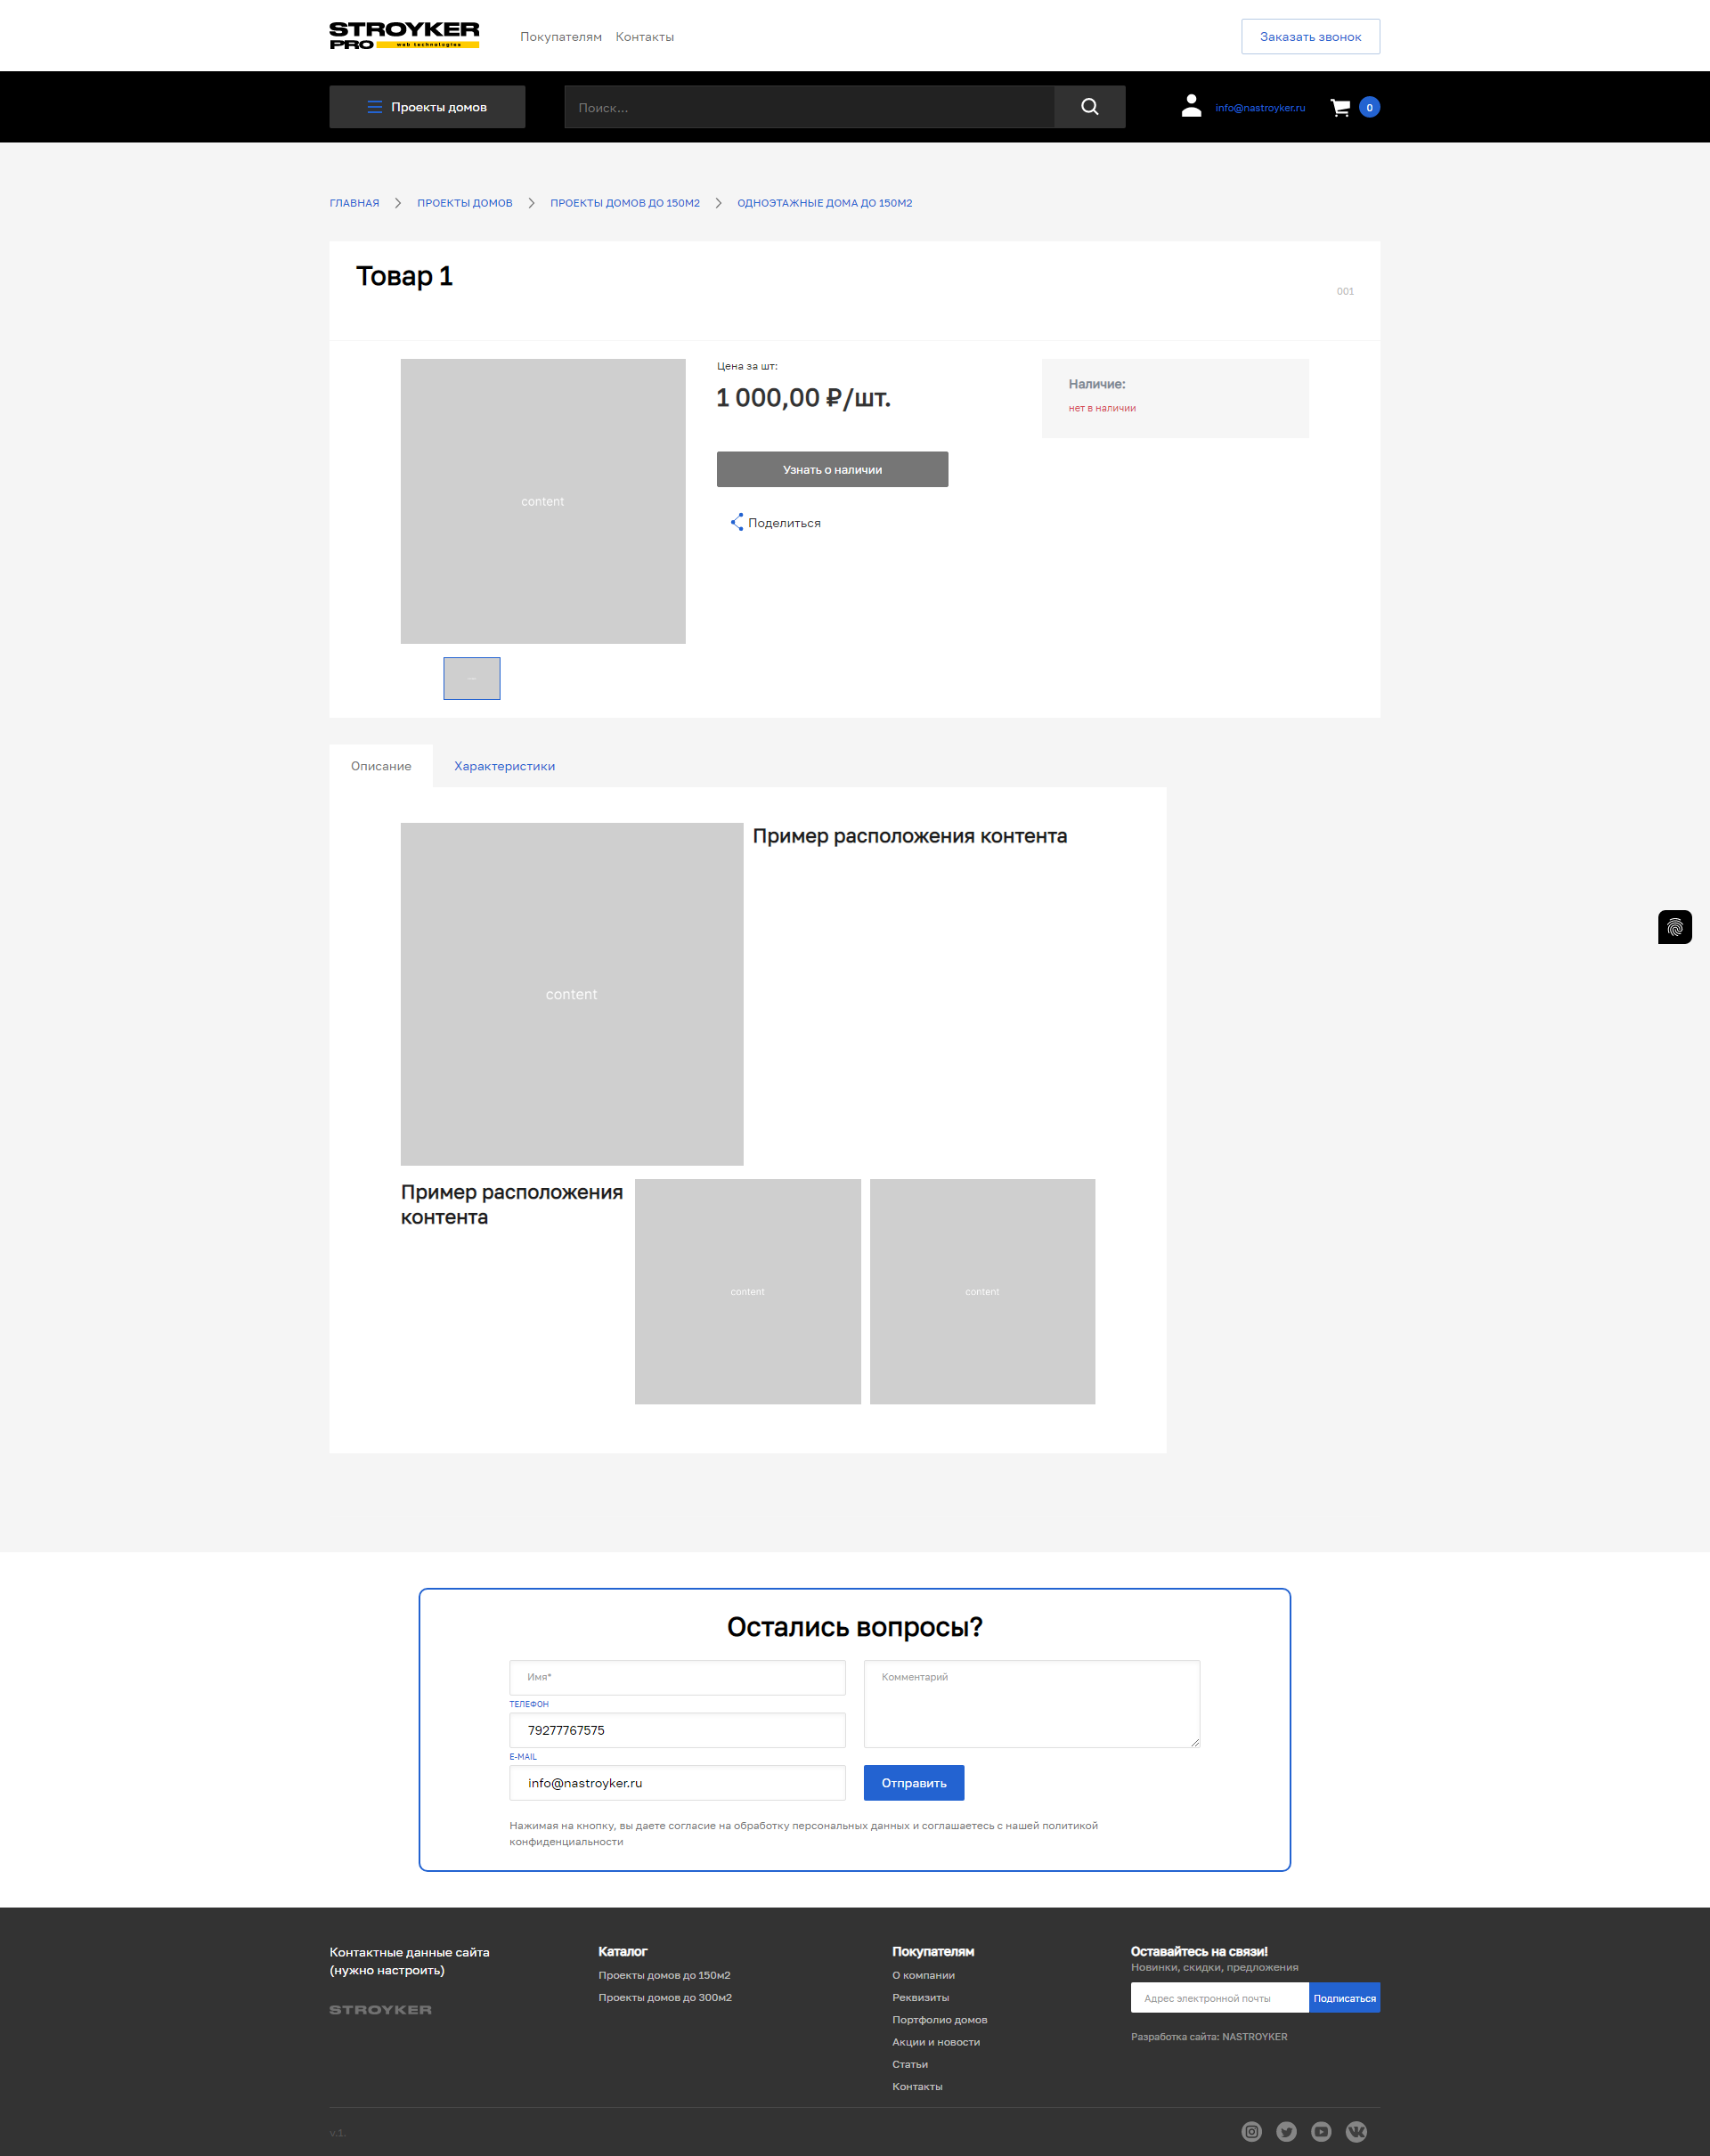 STROYKER
PRO web technologies
Покупателям Контакты
Заказать звонок
Проекты домов
Поиск...
info@nastroyker.ru
0
ГЛАВНАЯ ПРОЕКТЫ ДОМОВ ПРОЕКТЫ ДОМОВ ДО 150М2 ОДНОЭТАЖНЫЕ ДОМА ДО 150М2
Товар 1
001
content
Цена за шт:
1 000,00 ₽/шт.
Узнать о наличии
Поделиться
Наличие:
нет в наличии
Описание Характеристики
content
Пример расположения контента
Пример расположения
контента
content
content
Остались вопросы?
Имя*
ТЕЛЕФОН
79277767575
E-MAIL
info@nastroyker.ru
Комментарий
Отправить
Нажимая на кнопку, вы даете согласие на обработку персональных данных и соглашаетесь с нашей политикой
конфиденциальности
Контактные данные сайта
(нужно настроить)
STROYKER
Каталог
Проекты домов до 150м2
Проекты домов до 300м2
Покупателям
О компании
Реквизиты
Портфолио домов
Акции и новости
Статьи
Контакты
Оставайтесь на связи!
Новинки, скидки, предложения
Адрес электронной почты
Подписаться
Разработка сайта: NASTROYKER
v.1.